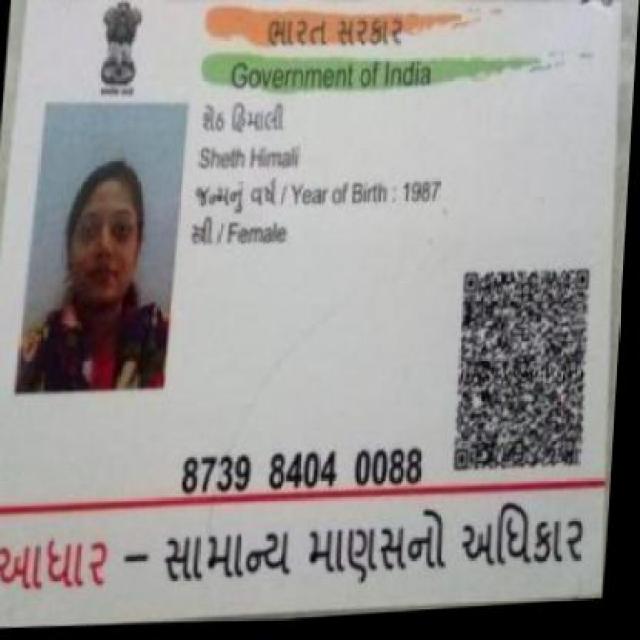 ભારત સરકાર
Government of India
શેઠ હિમાલી
Sheth Himali
જન્મનું વર્ષ / Year of Birth : 1987
સ્ત્રી / Female
8739 8404 0088
આધાર – સામાન્ય માણસનો અધિકાર